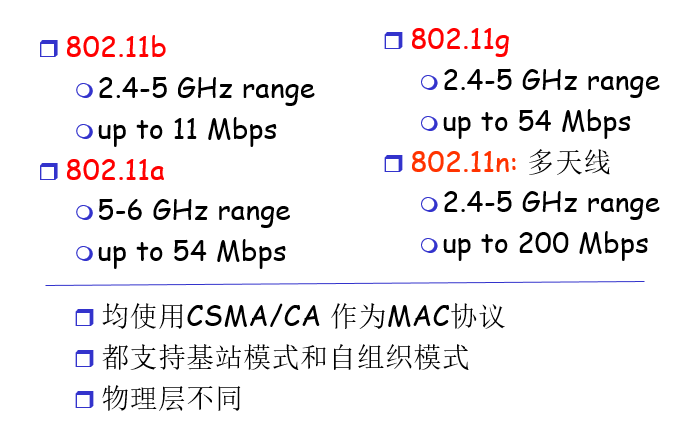 802.11b
2.4-5 GHz range
up to 11 Mbps
802.11a
5-6 GHz range
up to 54 Mbps
802.11g
2.4-5 GHz range
up to 54 Mbps
802.11n: 多天线
2.4-5 GHz range
up to 200 Mbps
均使用CSMA/CA 作为MAC协议
都支持基站模式和自组织模式
物理层不同